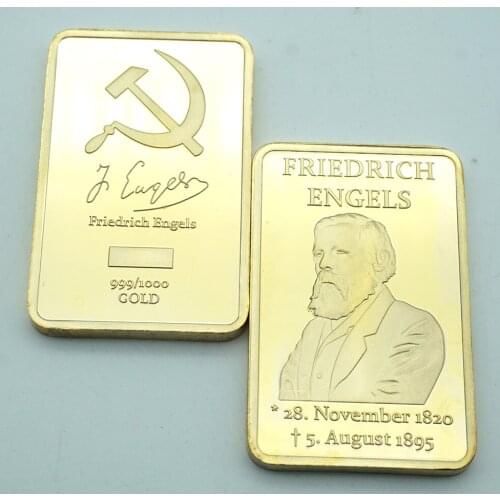 F Engels
Friedrich Engels
999/1000
GOLD
FRIEDRICH
ENGELS
* 28. November 1820
† 5. August 1895